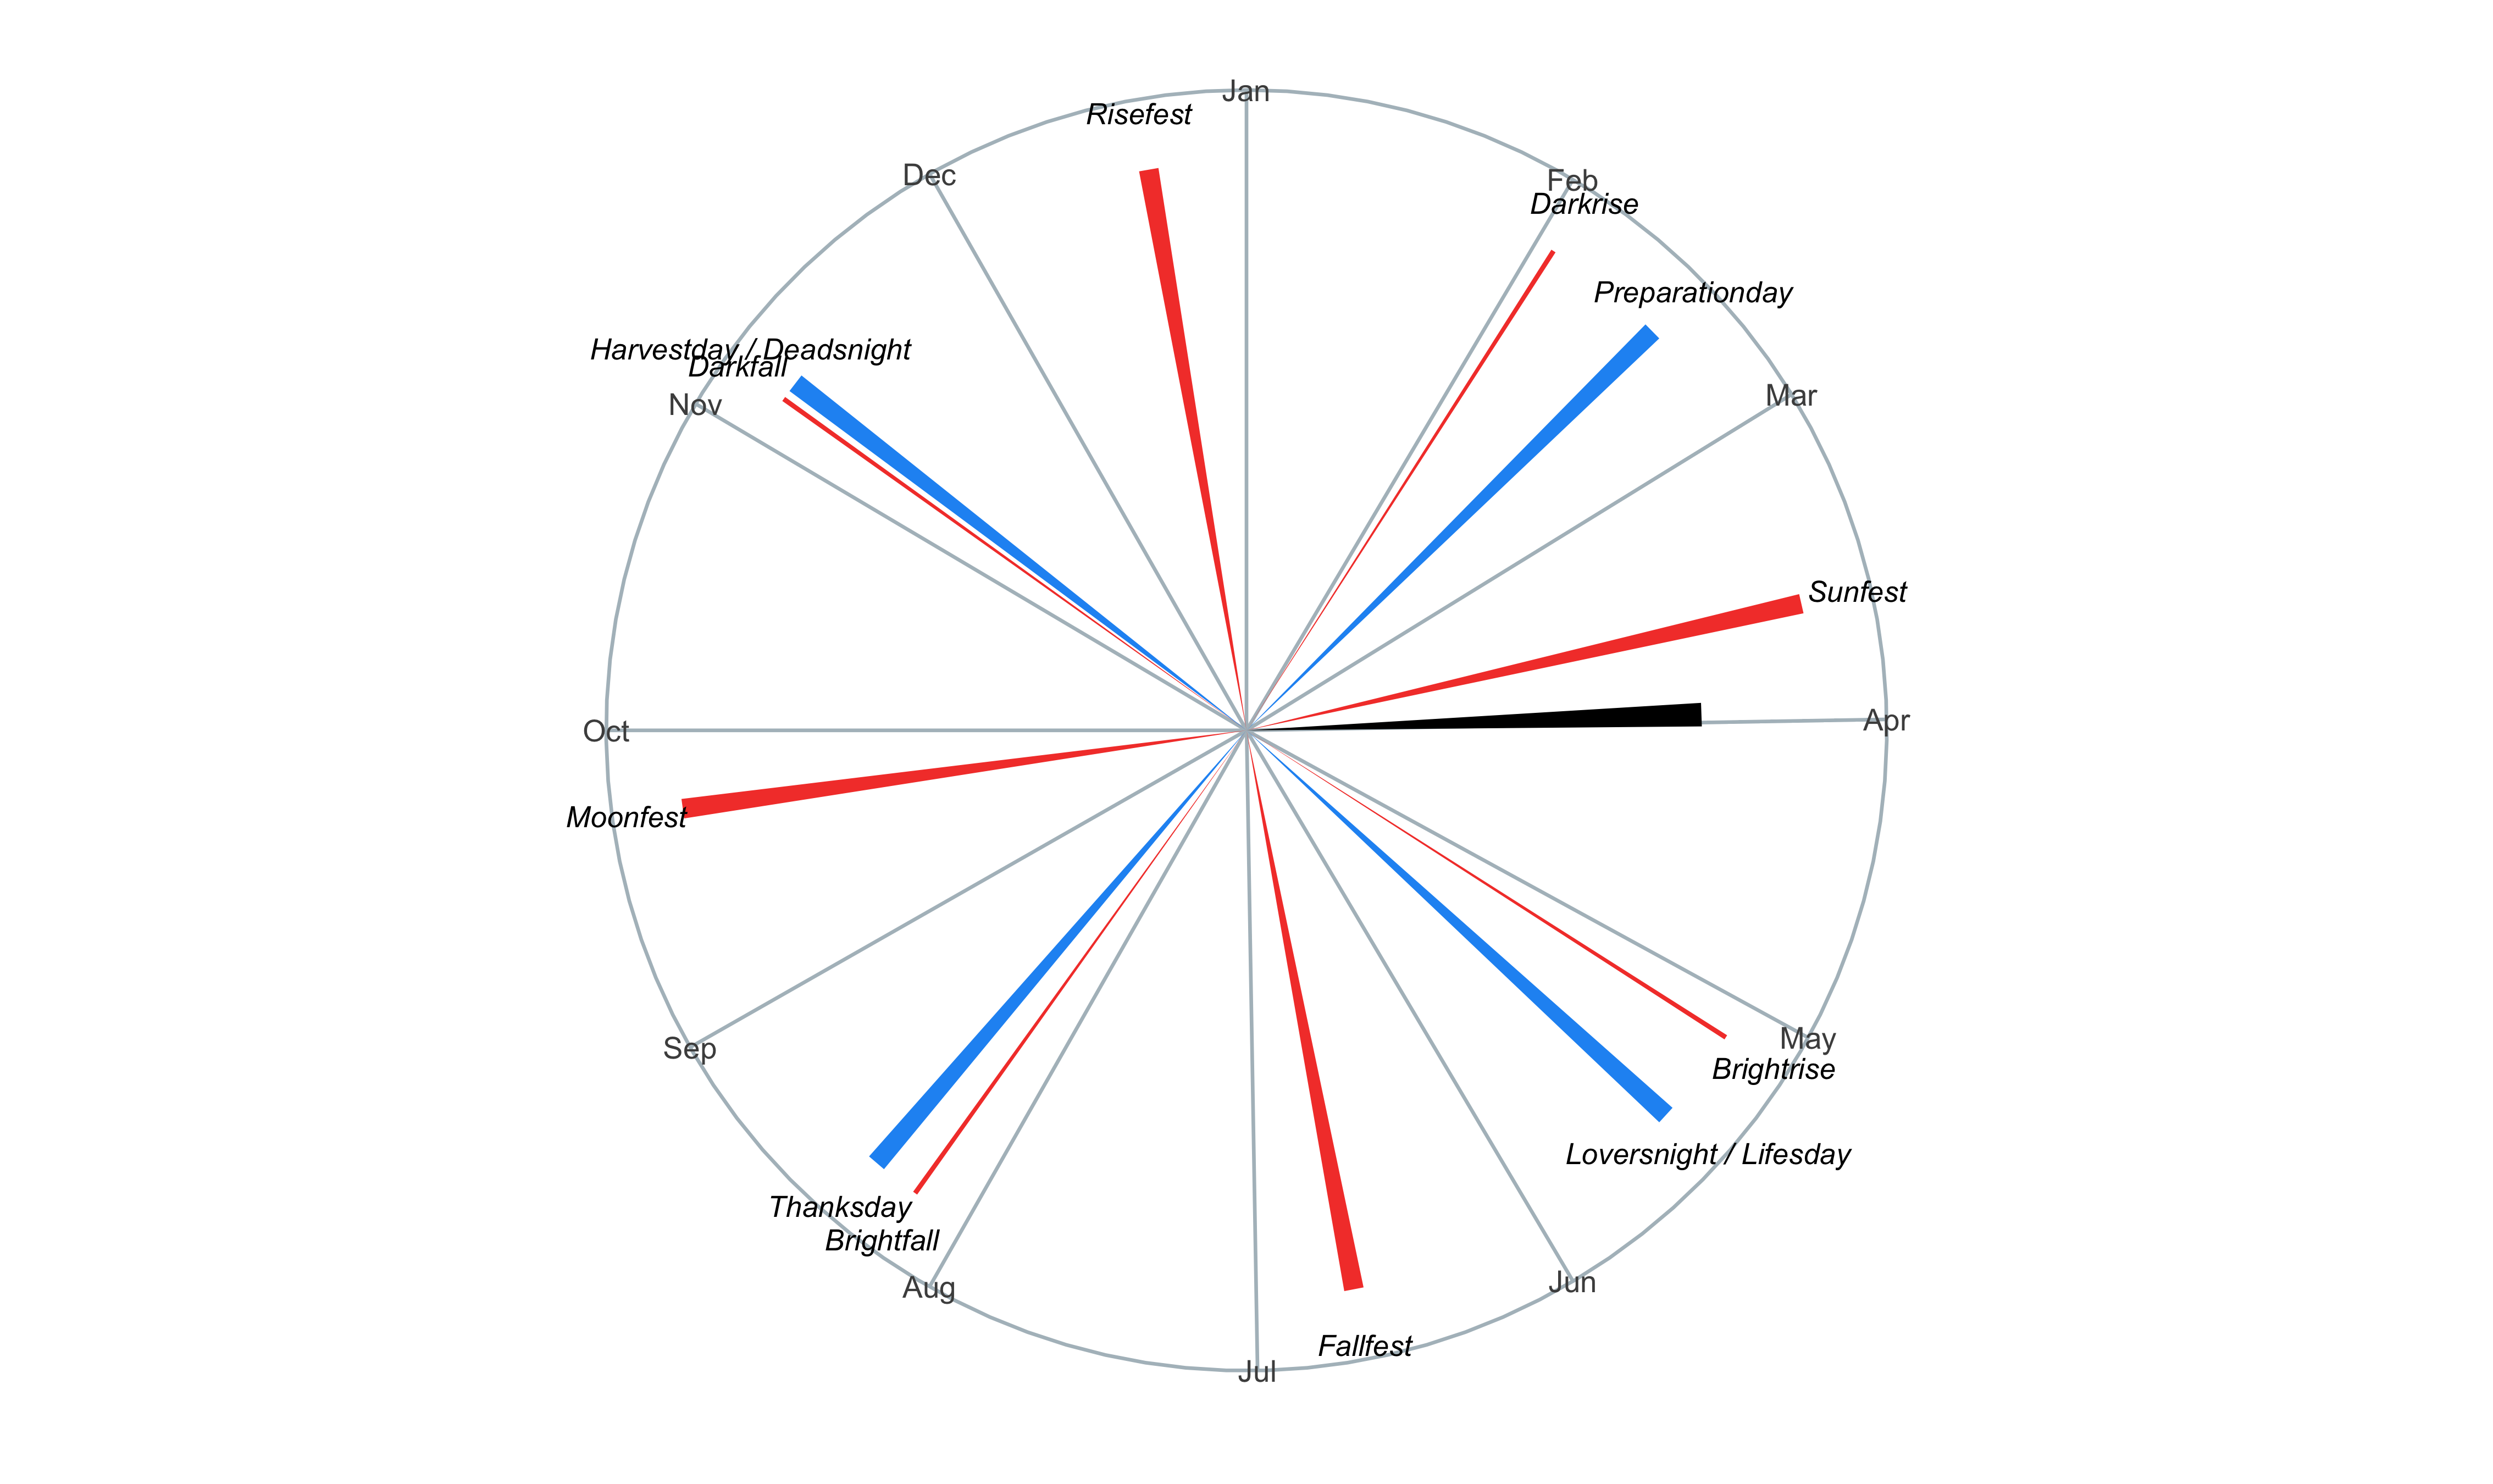 Jan
Risefest
Dec
Feb
Darkrise
Preparationday
Harvestday / Deadsnight
Darkfall
Nov
Mar
Sunfest
Apr
Oct
Moonfest
May
Sep
Brightrise
Loversnight / Lifesday
Thanksday
Brightfall
Aug
Jun
Fallfest
Jul